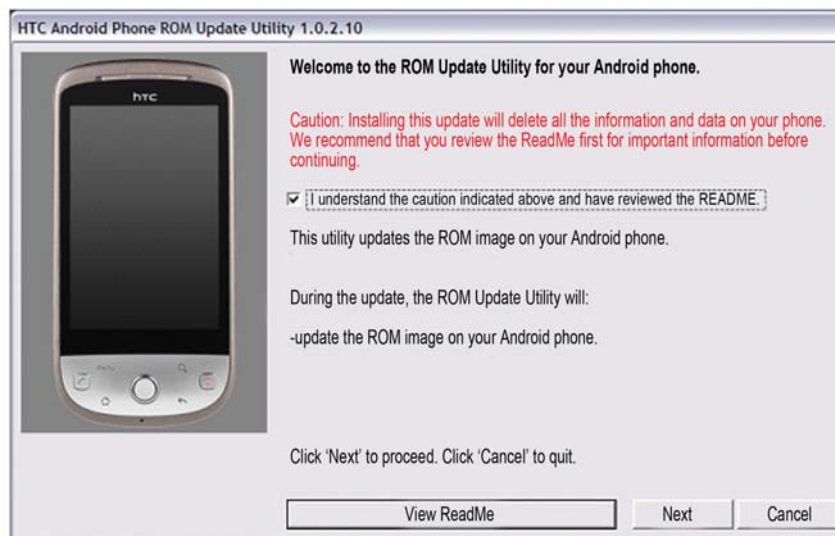 HTC Android Phone ROM Update Utility 1.0.2.10
hTC
MENU
Welcome to the ROM Update Utility for your Android phone.
Caution: Installing this update will delete all the information and data on your phone.
We recommend that you review the ReadMe first for important information before
continuing.
I understand the caution indicated above and have reviewed the README.
This utility updates the ROM image on your Android phone.
During the update, the ROM Update Utility will:
-update the ROM image on your Android phone.
Click ‘Next’ to proceed. Click ‘Cancel’ to quit.
View ReadMe
Next
Cancel